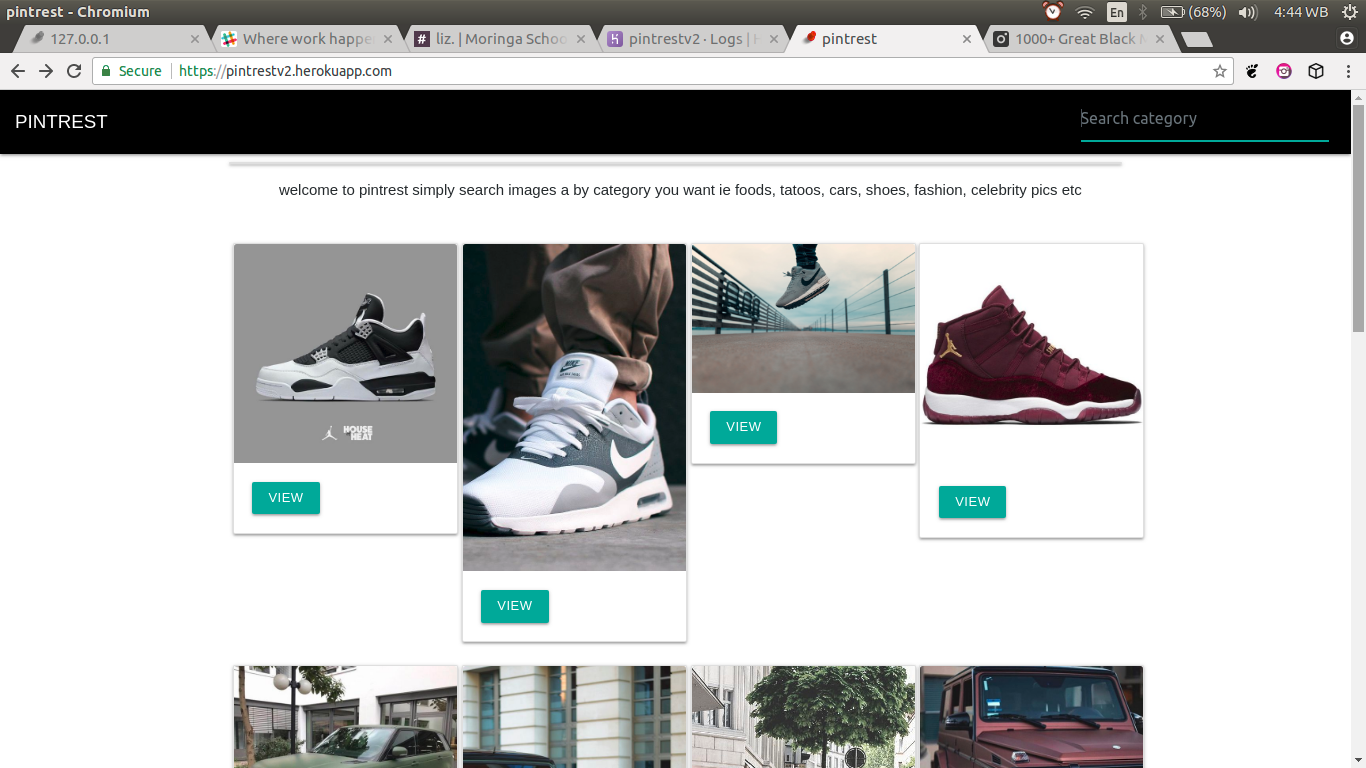 pintrest - Chromium
En
(68%)
4:44 WB
127.0.0.1
Where work happe
liz. | Moringa Schoo
pintrestv2 · Logs | H
pintrest
1000+ Great Black M
Secure
https://pintrestv2.herokuapp.com
PINTREST
Search category
welcome to pintrest simply search images a by category you want ie foods, tatoos, cars, shoes, fashion, celebrity pics etc
HOUSE
HEAT
NIKE
VIEW
VIEW
VIEW
VIEW